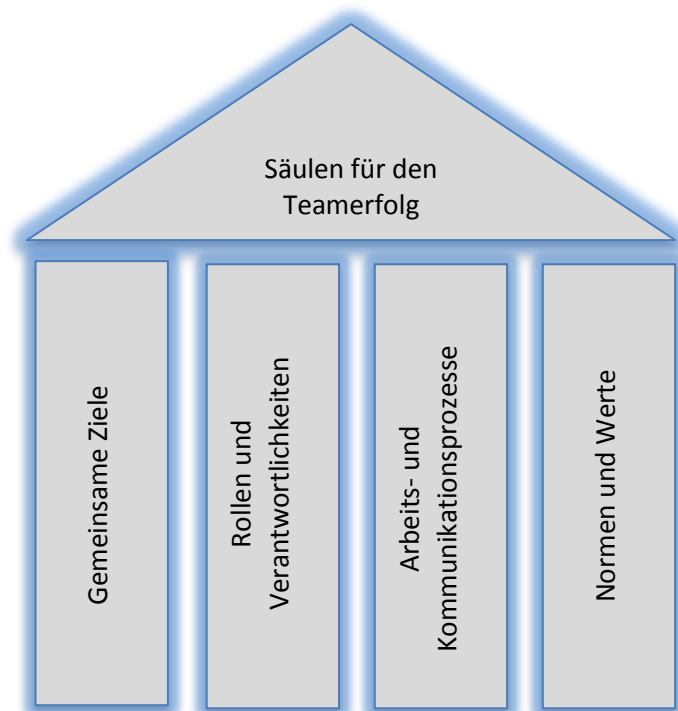 Säulen für den
Teamerfolg
Gemeinsame Ziele
Rollen und
Verantwortlichkeiten
Arbeits- und
Kommunikationsprozesse
Normen und Werte